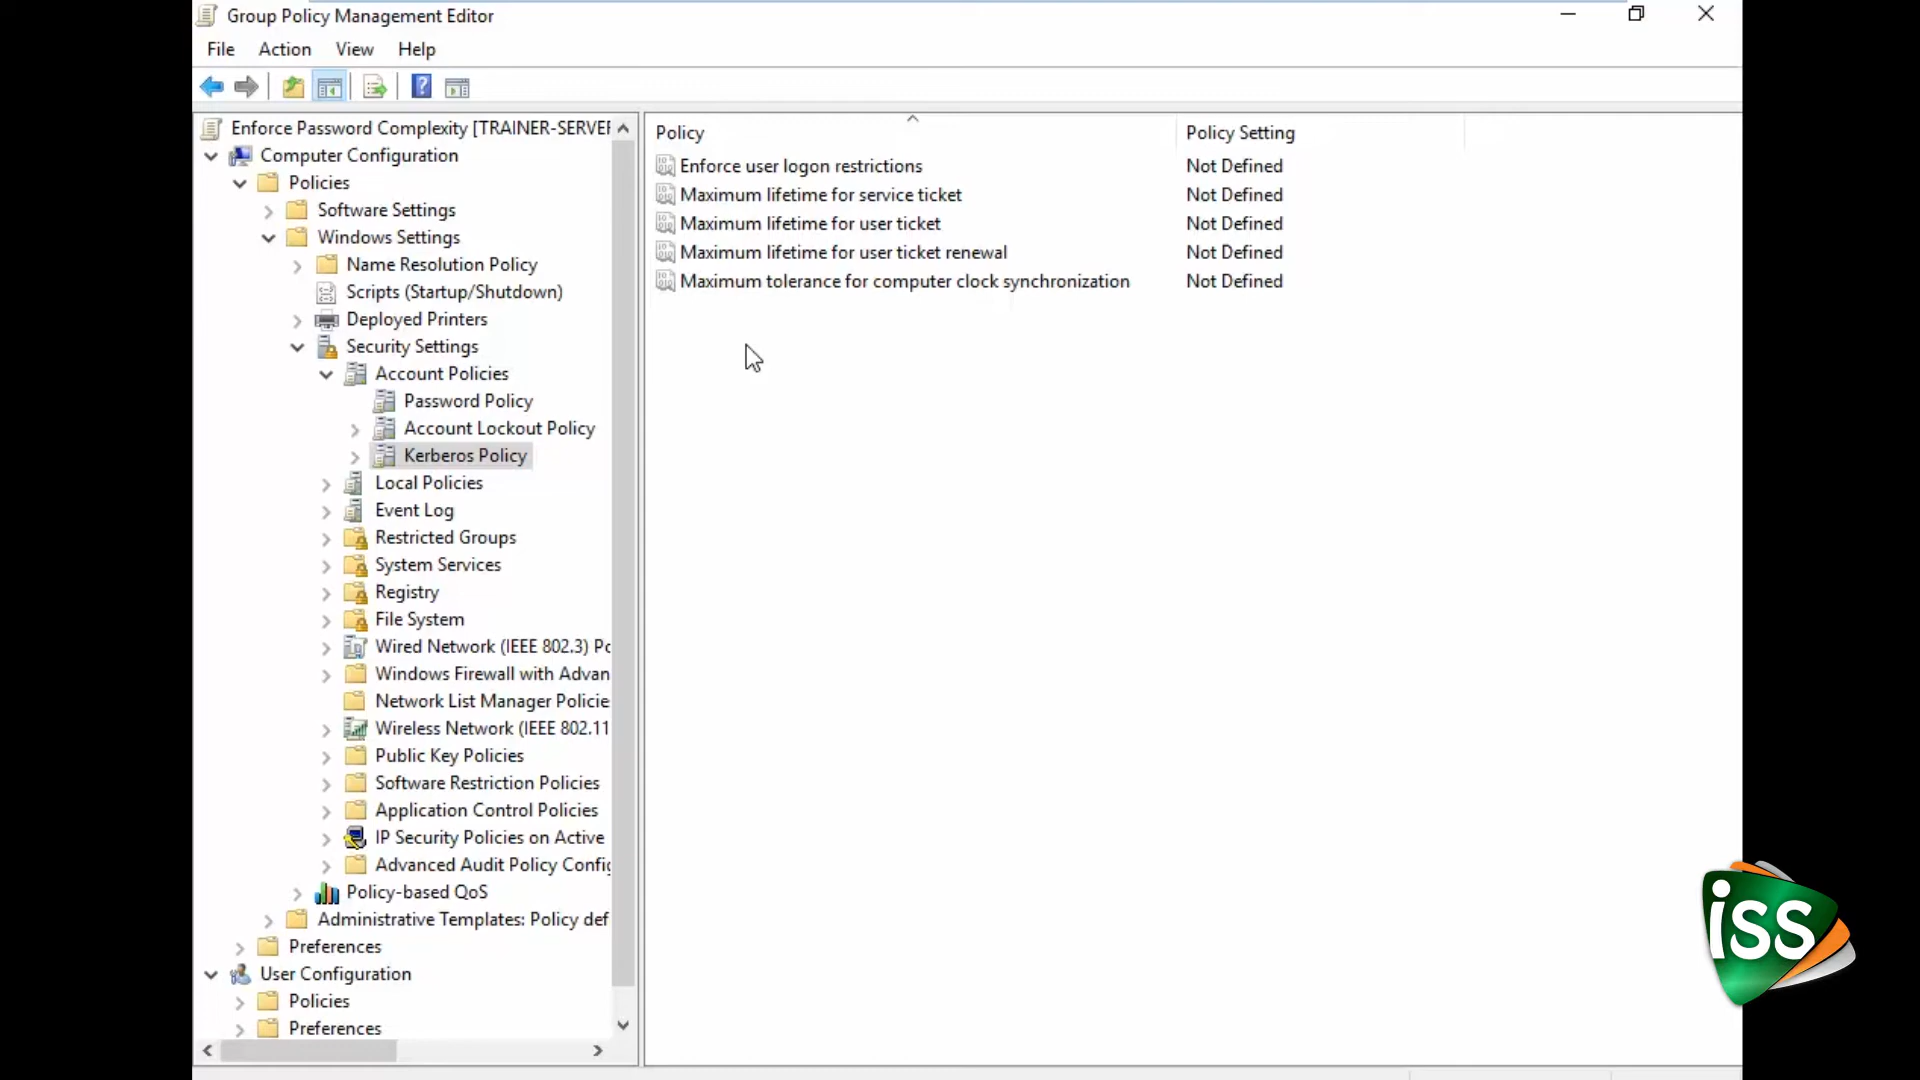 Group Policy Management Editor
File Action View Help
Enforce Password Complexity [TRAINER-SERVER
Computer Configuration
Policies
Software Settings
Windows Settings
Name Resolution Policy
Scripts (Startup/Shutdown)
Deployed Printers
Security Settings
Account Policies
Password Policy
Account Lockout Policy
Kerberos Policy
Local Policies
Event Log
Restricted Groups
System Services
Registry
File System
Wired Network (IEEE 802.3) Po
Windows Firewall with Advan
Network List Manager Policie
Wireless Network (IEEE 802.11
Public Key Policies
Software Restriction Policies
Application Control Policies
IP Security Policies on Active
Advanced Audit Policy Config
Policy-based QoS
Administrative Templates: Policy def
Preferences
User Configuration
Policies
Preferences
Policy Policy Setting
Enforce user logon restrictions Not Defined
Maximum lifetime for service ticket Not Defined
Maximum lifetime for user ticket Not Defined
Maximum lifetime for user ticket renewal Not Defined
Maximum tolerance for computer clock synchronization Not Defined
iSS